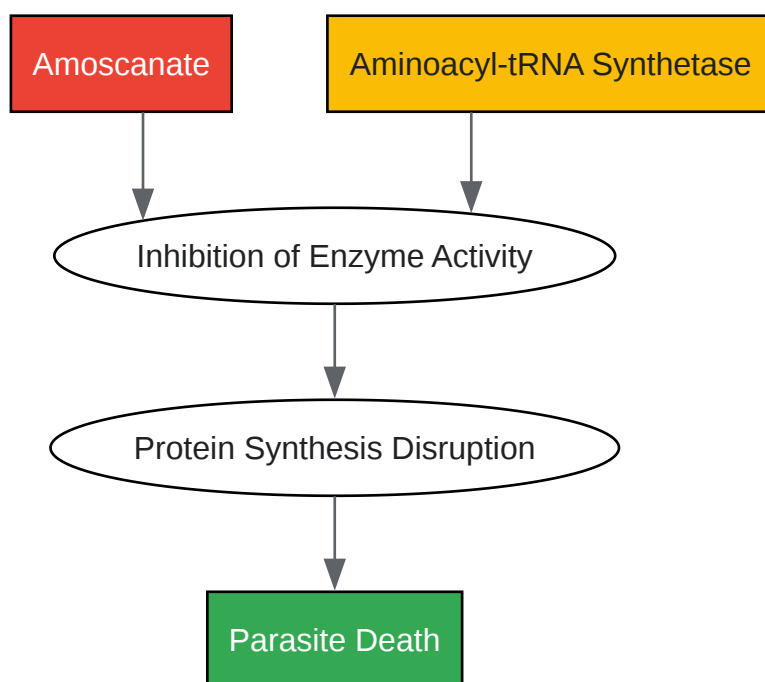 Amoscanate
Aminoacyl-tRNA Synthetase
Inhibition of Enzyme Activity
Protein Synthesis Disruption
Parasite Death